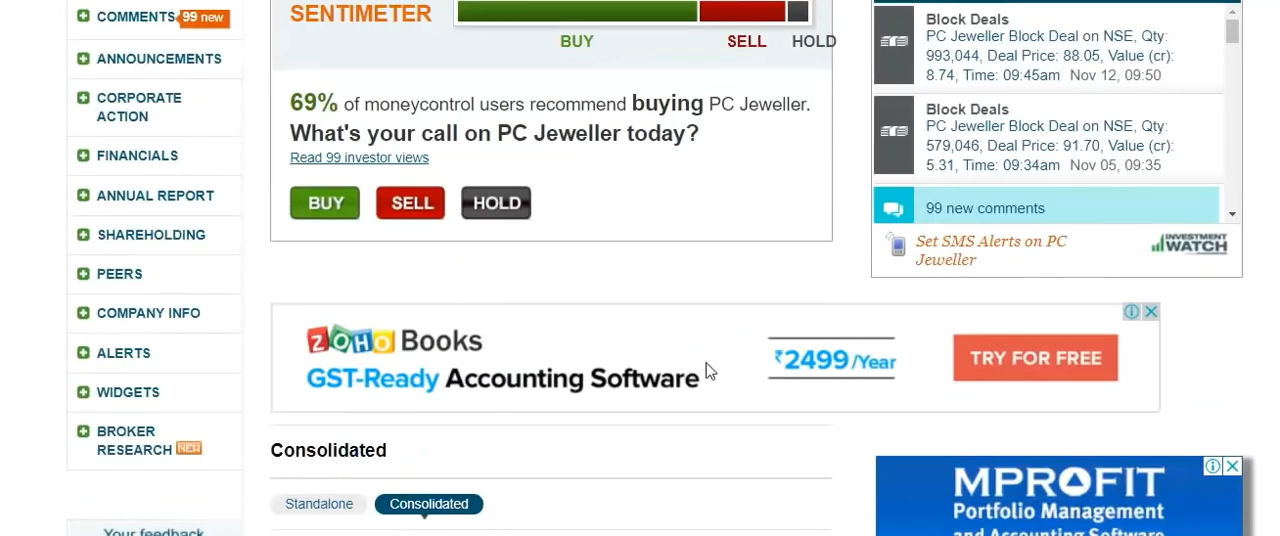 COMMENTS 99 new
ANNOUNCEMENTS
CORPORATE
ACTION
FINANCIALS
ANNUAL REPORT
SHAREHOLDING
PEERS
COMPANY INFO
ALERTS
WIDGETS
BROKER
RESEARCH NEW
Your feedback
SENTIMETER
BUY SELL HOLD
69% of moneycontrol users recommend buying PC Jeweller.
What's your call on PC Jeweller today?
Read 99 investor views
BUY SELL HOLD
Block Deals
PC Jeweller Block Deal on NSE, Qty:
993,044, Deal Price: 88.05, Value (cr):
8.74, Time: 09:45am Nov 12, 09:50
Block Deals
PC Jeweller Block Deal on NSE, Qty:
579,046, Deal Price: 91.70, Value (cr):
5.31, Time: 09:34am Nov 05, 09:35
99 new comments
Set SMS Alerts on PC
Jeweller
INVESTMENT
WATCH
ZOHO Books
GST-Ready Accounting Software
₹2499/Year
TRY FOR FREE
Consolidated
Standalone Consolidated
MPROFIT
Portfolio Management
and Accounting Software